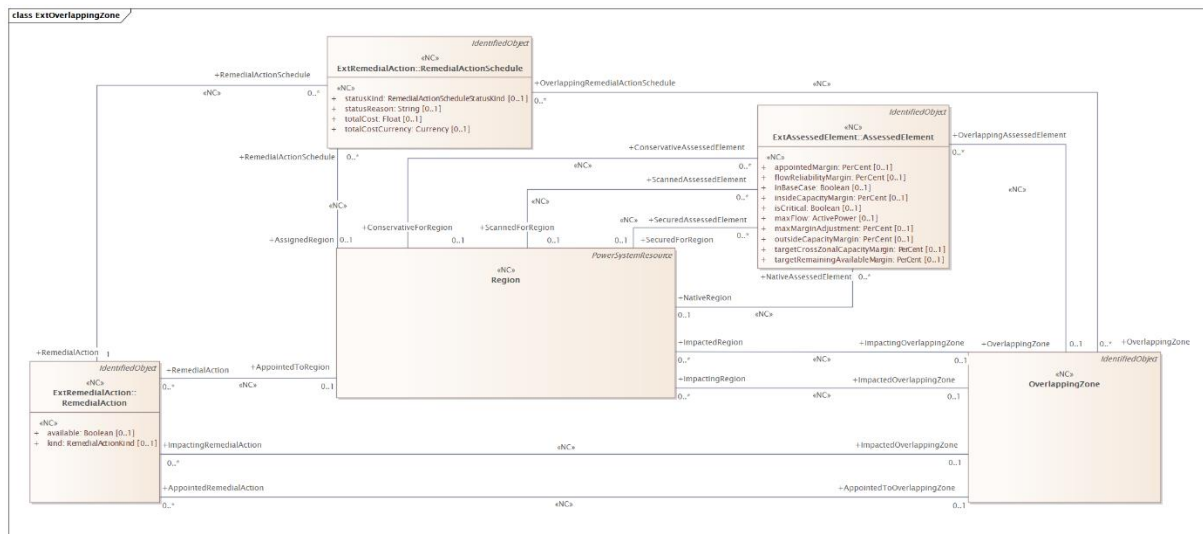 class ExtOverlappingZone
IdentifiedObject
«NC»
ExtRemedialAction::RemedialActionSchedule
«NC»
+ statusKind: RemedialActionScheduleStatusKind [0..1]
+ statusReason: String [0..1]
+ totalCost: Float [0..1]
+ totalCostCurrency: Currency [0..1]
+RemedialActionSchedule
«NC»
0..*
+OverlappingRemedialActionSchedule
0..*
«NC»
IdentifiedObject
«NC»
ExtAssessedElement::AssessedElement
«NC»
+ appointedMargin: PerCent [0..1]
+ flowReliabilityMargin: PerCent [0..1]
+ inBaseCase: Boolean [0..1]
+ insideCapacityMargin: PerCent [0..1]
+ isCritical: Boolean [0..1]
+ maxFlow: ActivePower [0..1]
+ maxMarginAdjustment: PerCent [0..1]
+ outsideCapacityMargin: PerCent [0..1]
+ targetCrossZonalCapacityMargin: PerCent [0..1]
+ targetRemainingAvailableMargin: PerCent [0..1]
+OverlappingAssessedElement
0..*
«NC»
+RemedialActionSchedule
0..*
«NC»
+AssignedRegion
0..1
+ConservativeAssessedElement
«NC»
0..*
+ConservativeForRegion
0..1
+ScannedAssessedElement
«NC»
0..*
+ScannedForRegion
0..1
«NC»
+SecuredAssessedElement
0..*
0..1
+SecuredForRegion
+NativeAssessedElement
0..*
+NativeRegion
0..1
«NC»
PowerSystemResource
«NC»
Region
+ImpactedRegion
0..*
«NC»
+ImpactingOverlappingZone
0..1
+OverlappingZone
0..1
+OverlappingZone
0..*
+ImpactingRegion
0..*
«NC»
+ImpactedOverlappingZone
0..1
IdentifiedObject
«NC»
OverlappingZone
+RemedialAction
1
IdentifiedObject
«NC»
ExtRemedialAction::
RemedialAction
«NC»
+ available: Boolean [0..1]
+ kind: RemedialActionKind [0..1]
+RemedialAction
0..*
«NC»
+AppointedToRegion
0..1
+ImpactingRemedialAction
0..*
«NC»
+ImpactedOverlappingZone
0..1
+AppointedRemedialAction
0..*
«NC»
+AppointedToOverlappingZone
0..1